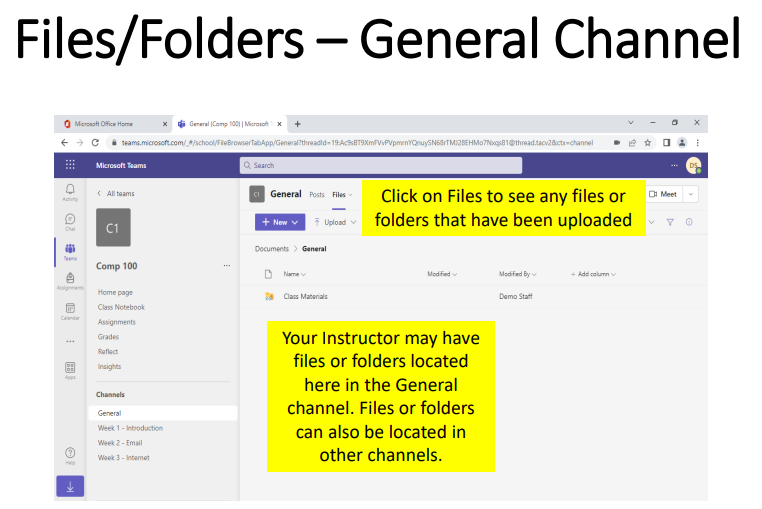 Files/Folders – General Channel
Microsoft Office Home
General (Comp 100) | Microsoft
teams.microsoft.com/_#/school/FileBrowserTabApp/General?threadId=19:Ac9sBT9XmFVvPVpmrnYQnuySN68rTMJ28EHMo7Nxqs81@thread.tacv2&ctx=channel
Microsoft Teams
Search
DS
Activity
Chat
Teams
Assignments
Calendar
Apps
Help
All teams
C1
Comp 100
Home page
Class Notebook
Assignments
Grades
Reflect
Insights
Channels
General
Week 1 - Introduction
Week 2 - Email
Week 3 - Internet
C1 General Posts Files
Meet
Click on Files to see any files or
folders that have been uploaded
+ New Upload
Documents > General
Name Modified Modified By + Add column
Class Materials Demo Staff
Your Instructor may have
files or folders located
here in the General
channel. Files or folders
can also be located in
other channels.